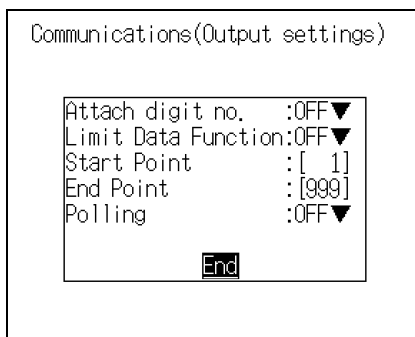 Communications(Output settings)
Attach digit no. :OFF▼
Limit Data Function:OFF▼
Start Point :[ 1]
End Point :[999]
Polling :OFF▼
End